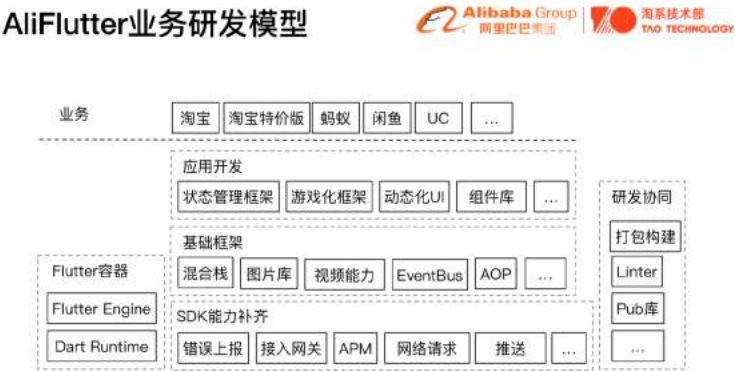 AliFlutter业务研发模型
Alibaba Group
阿里巴巴集团
淘系技术部
TAO TECHNOLOGY
业务
淘宝 淘宝特价版 蚂蚁 闲鱼 UC ...
应用开发
状态管理框架 游戏化框架 动态化UI 组件库 ...
基础框架
混合栈 图片库 视频能力 EventBus AOP ...
SDK能力补齐
错误上报 接入网关 APM 网络请求 推送 ...
Flutter容器
Flutter Engine
Dart Runtime
研发协同
打包构建
Linter
Pub库
...